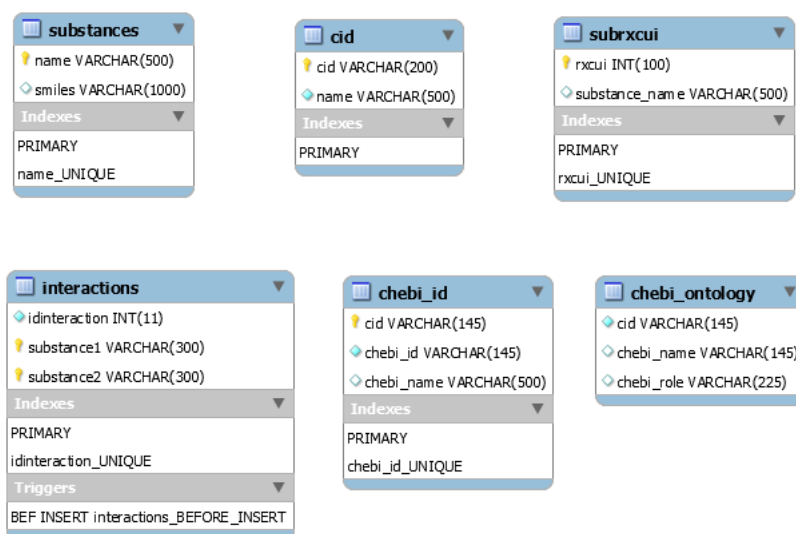 substances
name VARCHAR(500)
smiles VARCHAR(1000)
Indexes
PRIMARY
name_UNIQUE
cid
cid VARCHAR(200)
name VARCHAR(500)
Indexes
PRIMARY
subrxcui
rxcui INT(100)
substance_name VARCHAR(500)
Indexes
PRIMARY
rxcui_UNIQUE
interactions
idinteraction INT(11)
substance1 VARCHAR(300)
substance2 VARCHAR(300)
Indexes
PRIMARY
idinteraction_UNIQUE
Triggers
BEF INSERT interactions_BEFORE_INSERT
chebi_id
cid VARCHAR(145)
chebi_id VARCHAR(145)
chebi_name VARCHAR(500)
Indexes
PRIMARY
chebi_id_UNIQUE
chebi_ontology
cid VARCHAR(145)
chebi_name VARCHAR(145)
chebi_role VARCHAR(225)